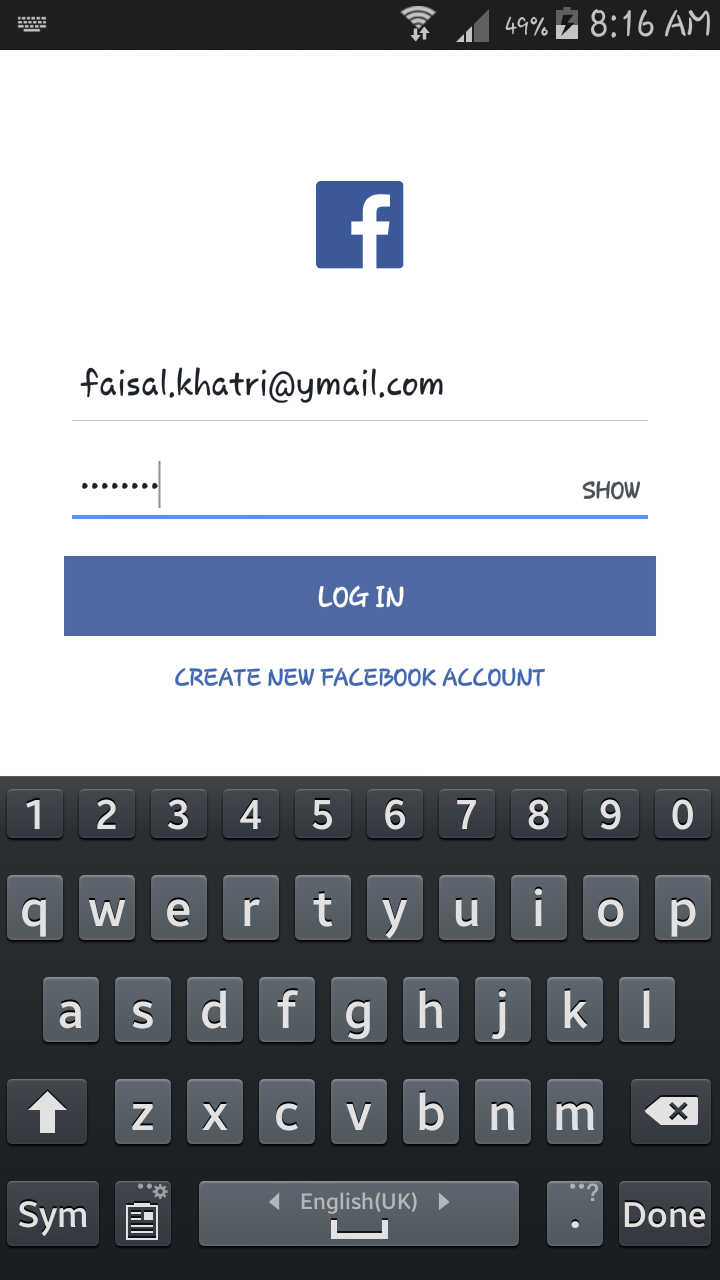 49% 8:16 AM
f
faisal.khatri@ymail.com
•••••••• SHOW
LOG IN
CREATE NEW FACEBOOK ACCOUNT
1 2 3 4 5 6 7 8 9 0
q w e r t y u i o p
a s d f g h j k l
z x c v b n m
Sym English(UK) . ? Done